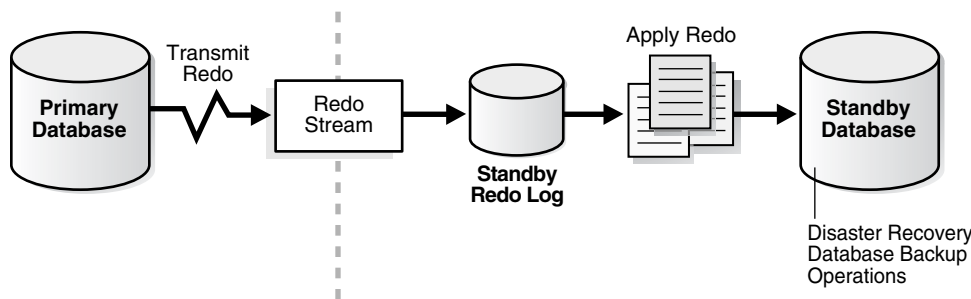 Primary
Database
Transmit
Redo
Redo
Stream
Standby
Redo Log
Apply Redo
Standby
Database
Disaster Recovery
Database Backup
Operations